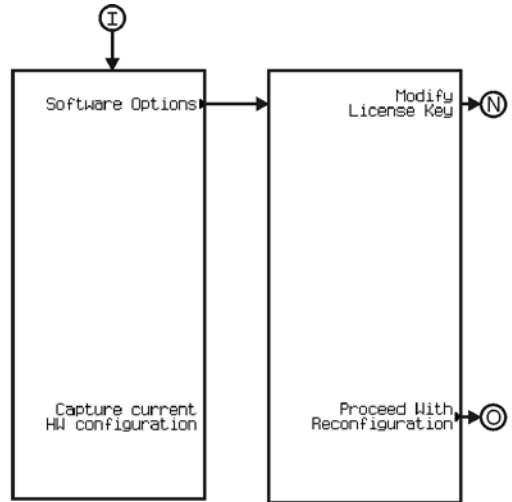 I
Software Options
Capture current
HW configuration
Modify
License Key
N
Proceed With
Reconfiguration
O